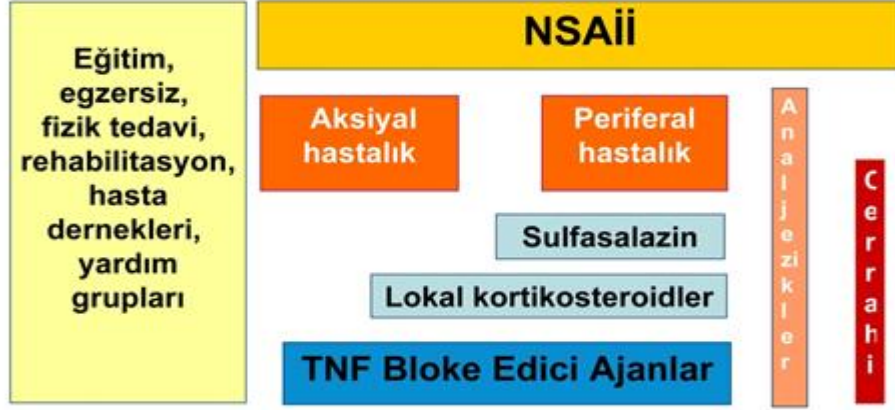 Eğitim,
egzersiz,
fizik tedavi,
rehabilitasyon,
hasta
dernekleri,
yardım
grupları
NSAİİ
Aksiyal
hastalık
Periferal
hastalık
Sulfasalazin
Lokal kortikosteroidler
TNF Bloke Edici Ajanlar
Analjezikler
Cerrahi